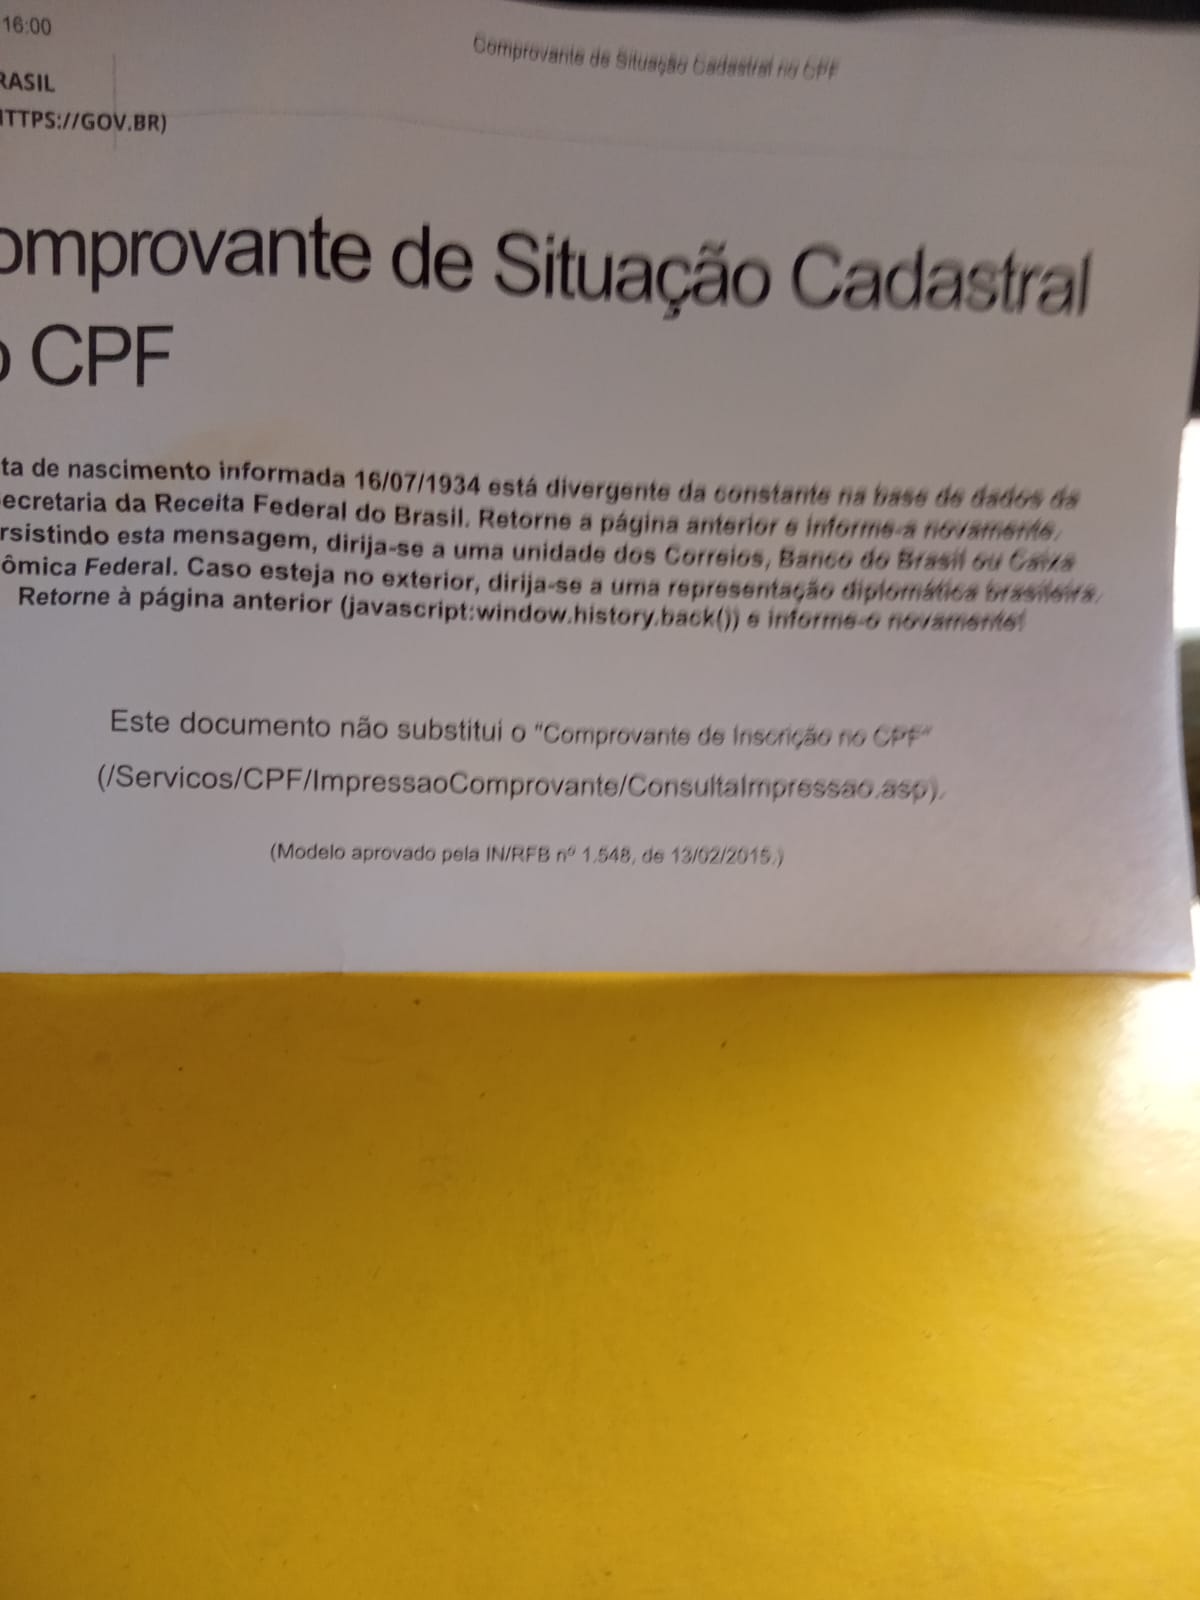 16:00
Comprovante de Situação Cadastral no CPF
RASIL
TTPS://GOV.BR)
omprovante de Situação Cadastral
o CPF
ta de nascimento informada 16/07/1934 está divergente da constante na base de dados da
ecretaria da Receita Federal do Brasil. Retorne a página anterior e informe-a novamente.
rsistindo esta mensagem, dirija-se a uma unidade dos Correios, Banco do Brasil ou Caixa
ômica Federal. Caso esteja no exterior, dirija-se a uma representação diplomática brasileira.
Retorne à página anterior (javascript:window.history.back()) e informe-o novamente!
Este documento não substitui o "Comprovante de Inscrição no CPF"
(/Servicos/CPF/ImpressaoComprovante/ConsultaImpressao.asp).
(Modelo aprovado pela IN/RFB nº 1.548, de 13/02/2015.)